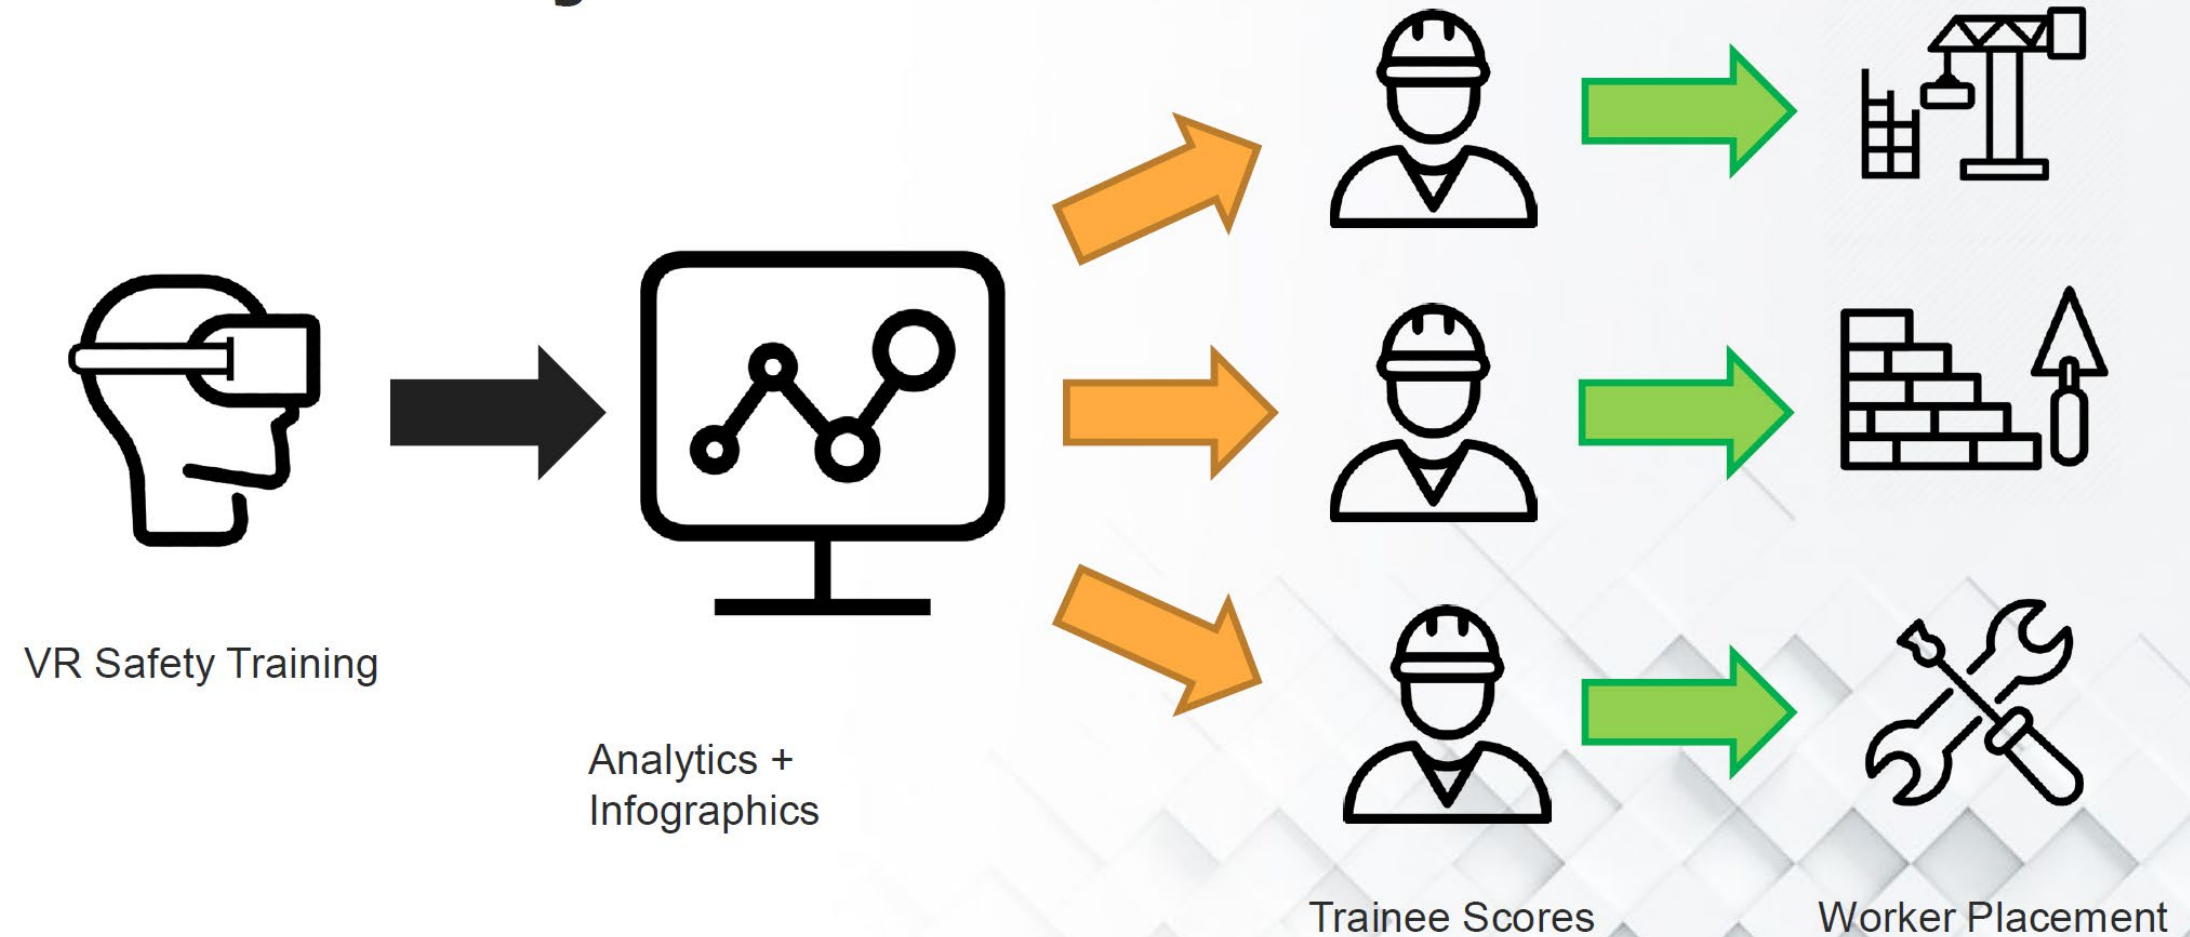 VR Safety Training
Analytics +
Infographics
Trainee Scores
Worker Placement